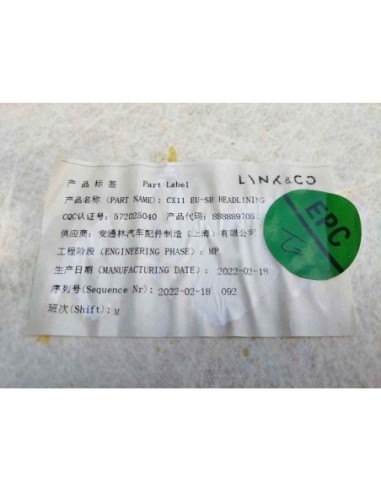 产品标签 Part Label LYNK&CO
产品名称(PART NAME): CX11 EU-SR HEADLINING
CQC认证号: 572025040 产品代码: 888889705
供应商: 安通林汽车配件制造(上海)有限公司
EPC
工程阶段(ENGINEERING PHASE): MP
生产日期(MANUFACTURING DATE): 2022-02-18
序列号(Sequence Nr): 2022-02-18 092
班次(Shift): M